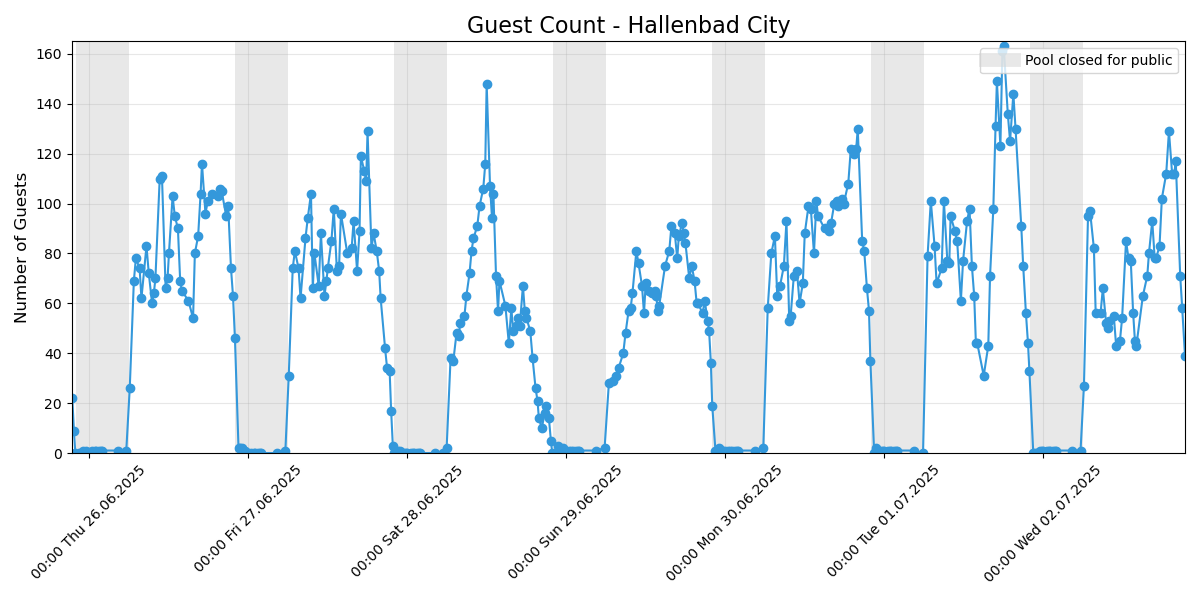 Guest Count - Hallenbad City
Number of Guests
160
140
120
100
80
60
40
20
0
Pool closed for public
00:00 Thu 26.06.2025
00:00 Fri 27.06.2025
00:00 Sat 28.06.2025
00:00 Sun 29.06.2025
00:00 Mon 30.06.2025
00:00 Tue 01.07.2025
00:00 Wed 02.07.2025